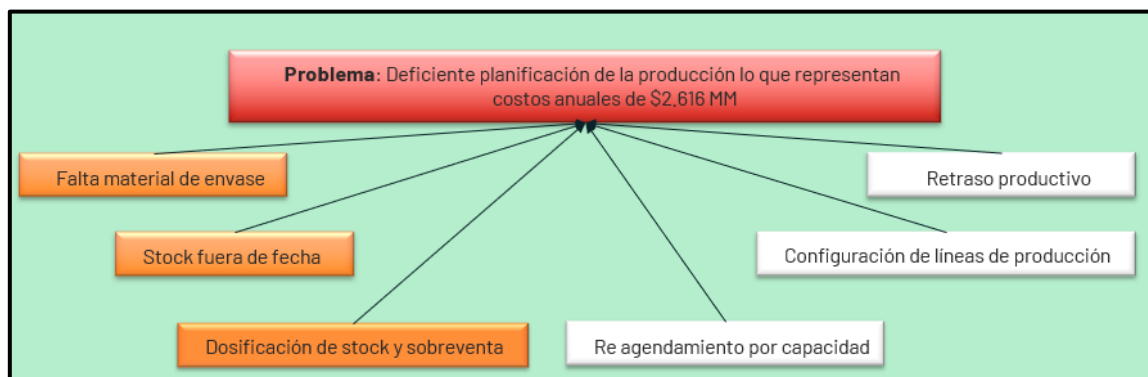 Problema: Deficiente planificación de la producción lo que representan
costos anuales de $2.616 MM
Falta material de envase
Retraso productivo
Stock fuera de fecha
Configuración de líneas de producción
Dosificación de stock y sobreventa
Re agendamiento por capacidad